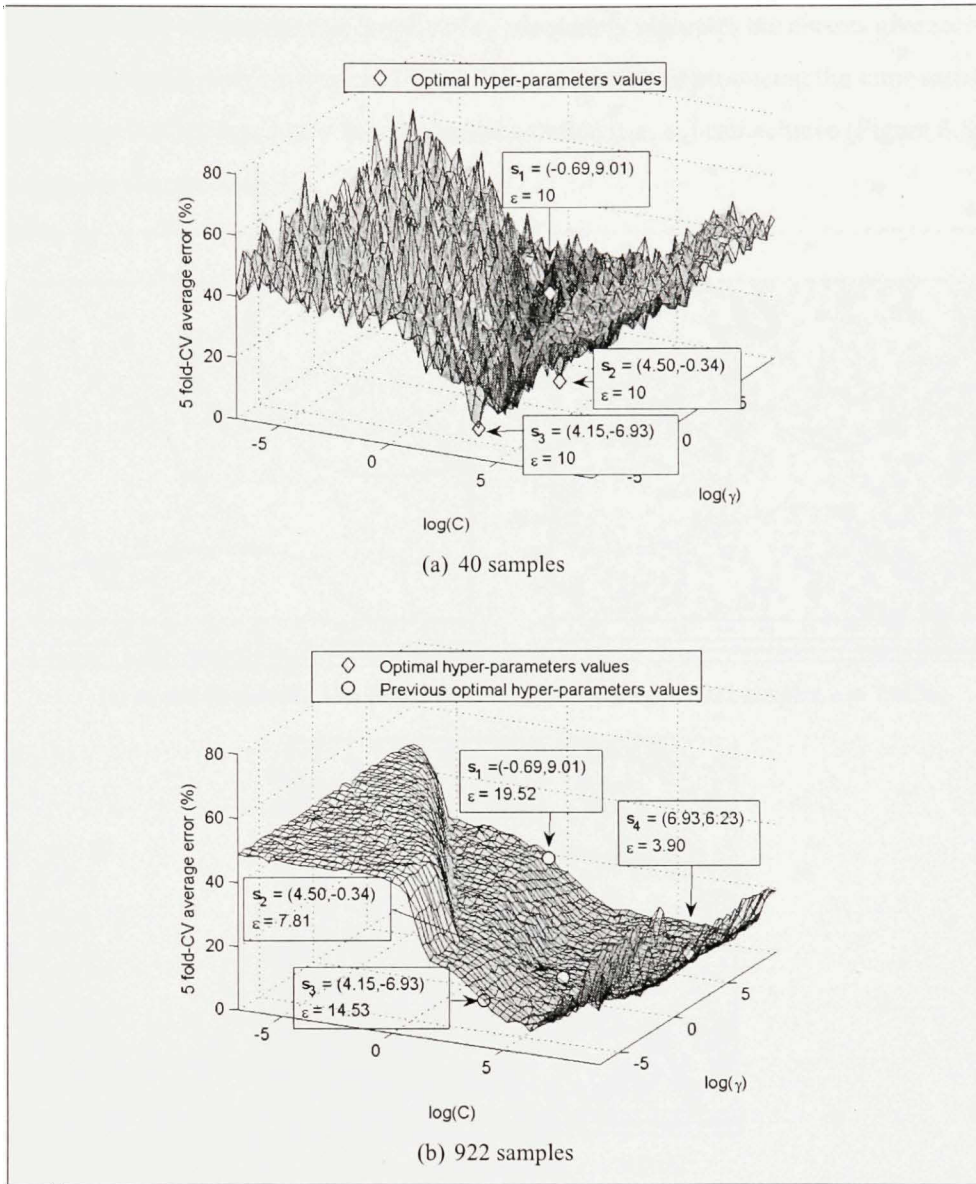 ◇ Optimal hyper-parameters values
80
60
40
20
0
5 fold-CV average error (%)
s1 = (-0.69,9.01)
ε = 10
s2 = (4.50,-0.34)
ε = 10
s3 = (4.15,-6.93)
ε = 10
-5
0
5
log(C)
-5
0
5
log(γ)
(a) 40 samples
◇ Optimal hyper-parameters values
○ Previous optimal hyper-parameters values
80
60
40
20
0
5 fold-CV average error (%)
s1 =(-0.69,9.01)
ε = 19.52
s4 = (6.93,6.23)
ε = 3.90
s2 = (4.50,-0.34)
ε = 7.81
s3 = (4.15,-6.93)
ε = 14.53
-5
0
5
log(C)
-5
0
5
log(γ)
(b) 922 samples